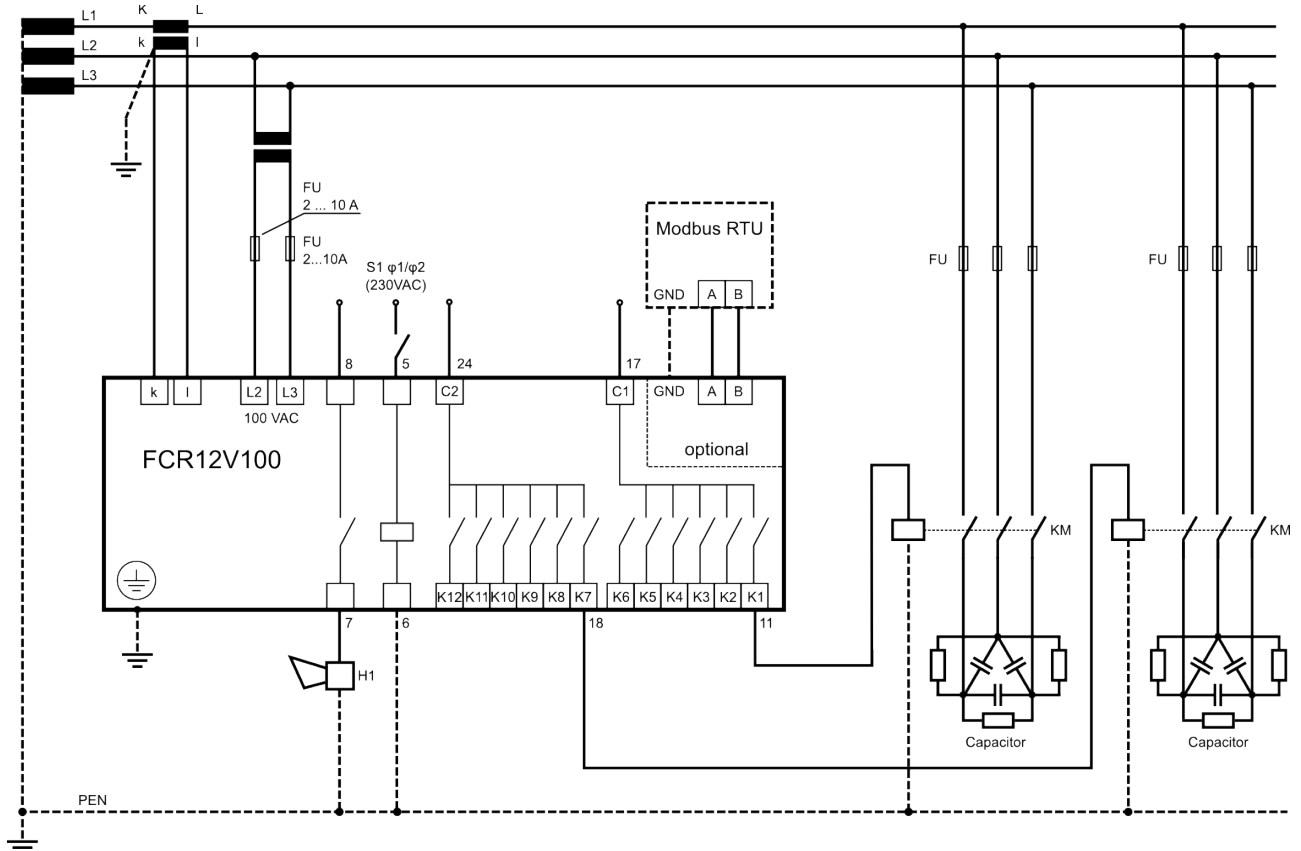 L1
K
L
L2
k
l
L3
FU
2 ... 10 A
FU
2...10A
S1 φ1/φ2
(230VAC)
Modbus RTU
GND
A
B
FU
FU
8
5
24
17
k
l
L2
L3
C2
C1
GND
A
B
100 VAC
FCR12V100
optional
KM
KM
K12
K11
K10
K9
K8
K7
K6
K5
K4
K3
K2
K1
7
6
18
11
H1
Capacitor
Capacitor
PEN